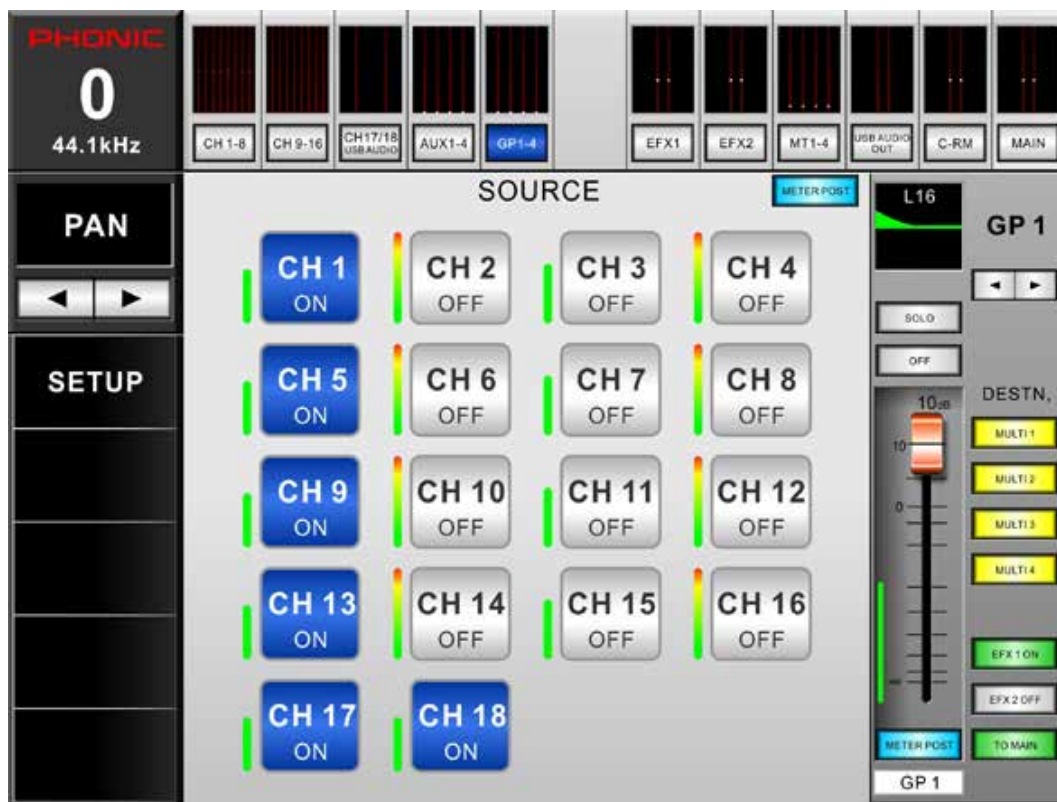 PHONIC
0
44.1kHz
CH 1-8
CH 9-16
CH17/18
USB AUDIO
AUX1-4
GP1-4
EFX1
EFX2
MT1-4
USB AUDIO
OUT
C-RM
MAIN
PAN
SETUP
SOURCE
METER POST
CH 1
ON
CH 2
OFF
CH 3
OFF
CH 4
OFF
CH 5
ON
CH 6
OFF
CH 7
OFF
CH 8
OFF
CH 9
ON
CH 10
OFF
CH 11
OFF
CH 12
OFF
CH 13
ON
CH 14
OFF
CH 15
OFF
CH 16
OFF
CH 17
ON
CH 18
ON
L16
GP 1
SOLO
OFF
10dB
10
0
-∞
METER POST
GP 1
DESTN,
MULTI 1
MULTI 2
MULTI 3
MULTI 4
EFX 1 ON
EFX 2 OFF
TO MAIN